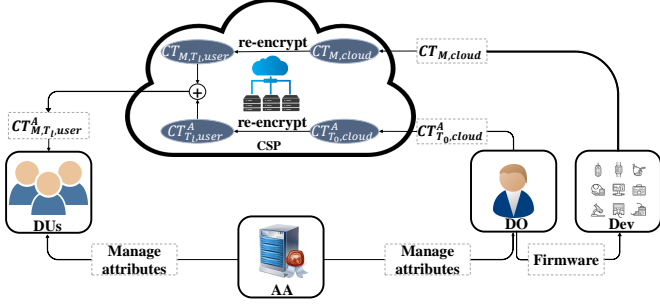 CT_{M,T_l,user} re-encrypt CT_{M,cloud} CT_{M,cloud}
CT^A_{M,T_l,user}
CT^A_{T_l,user} re-encrypt CT^A_{T_0,cloud} CT^A_{T_0,cloud}
CSP
DUs DO Dev
Manage attributes
AA
Manage attributes
Firmware